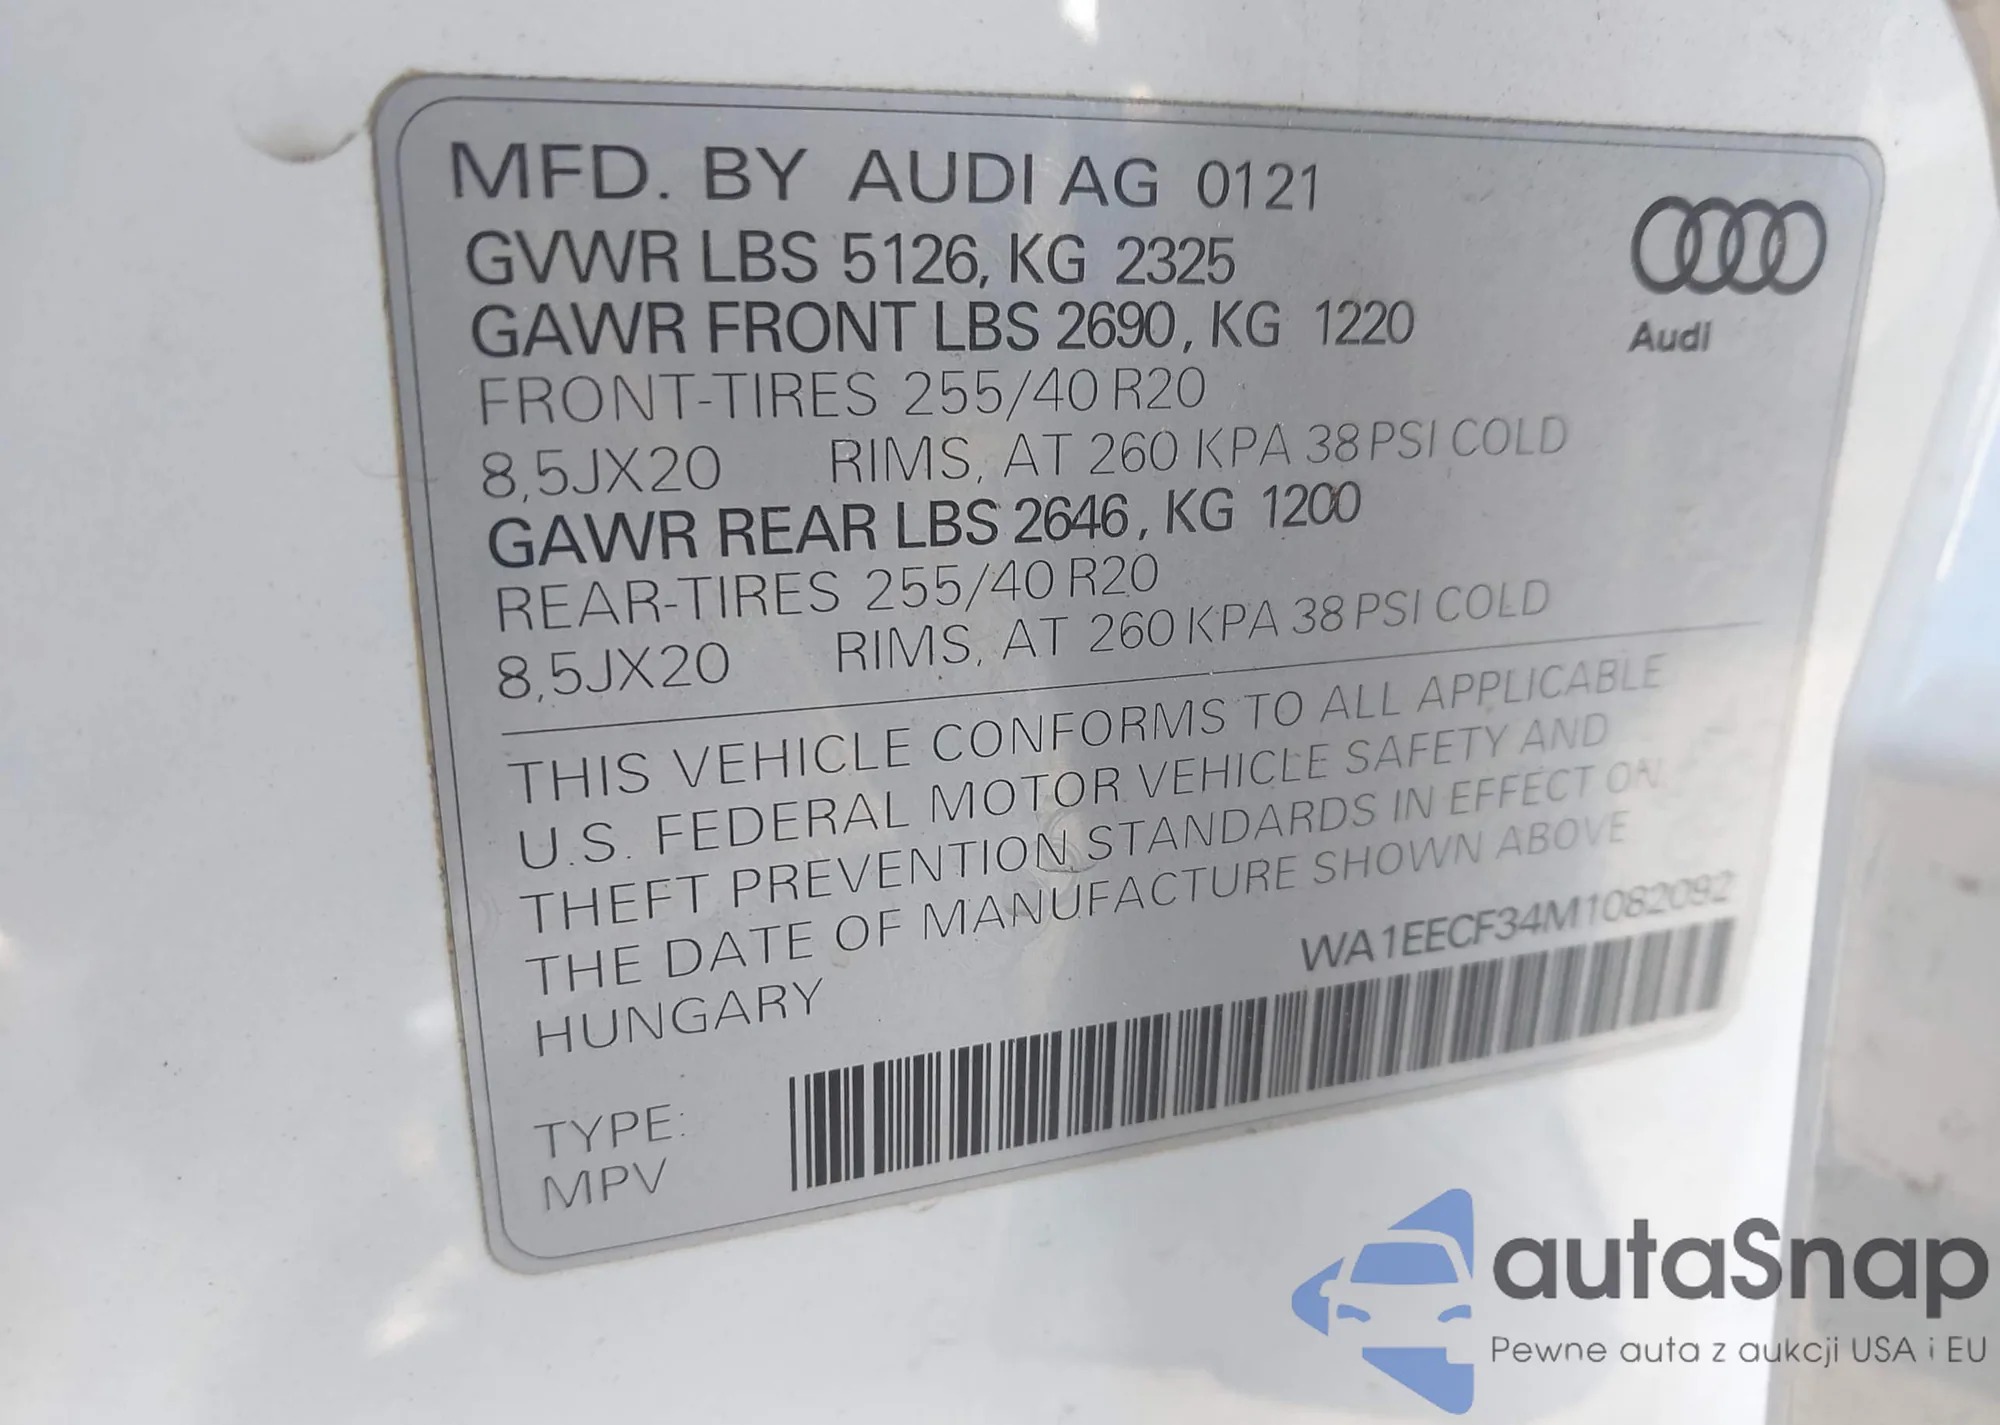 MFD. BY AUDI AG 0121
GVWR LBS 5126, KG 2325
GAWR FRONT LBS 2690, KG 1220
FRONT-TIRES 255/40 R20
8,5JX20 RIMS, AT 260 KPA 38 PSI COLD
GAWR REAR LBS 2646, KG 1200
REAR-TIRES 255/40 R20
8,5JX20 RIMS, AT 260 KPA 38 PSI COLD
Audi
THIS VEHICLE CONFORMS TO ALL APPLICABLE
U.S. FEDERAL MOTOR VEHICLE SAFETY AND
THEFT PREVENTION STANDARDS IN EFFECT ON
THE DATE OF MANUFACTURE SHOWN ABOVE
HUNGARY
WA1EECF34M1082092
TYPE:
MPV
autaSnap
Pewne auta z aukcji USA i EU